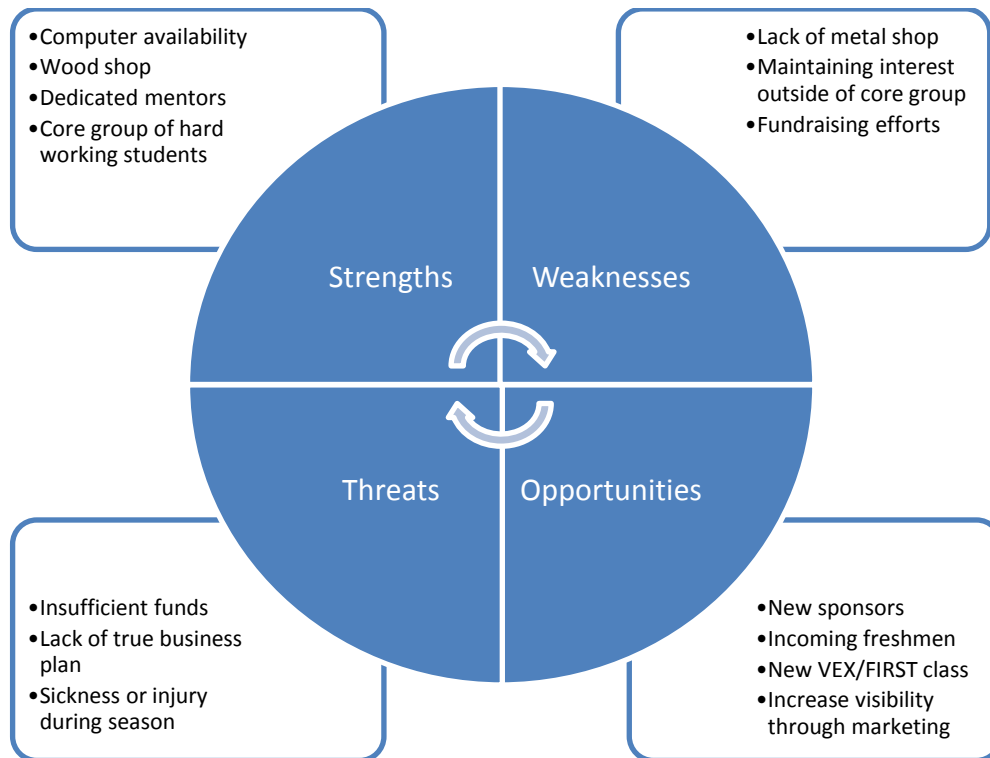 •Computer availability
•Wood shop
•Dedicated mentors
•Core group of hard
working students
•Lack of metal shop
•Maintaining interest
outside of core group
•Fundraising efforts
Strengths
Weaknesses
Threats
Opportunities
•Insufficient funds
•Lack of true business
plan
•Sickness or injury
during season
•New sponsors
•Incoming freshmen
•New VEX/FIRST class
•Increase visibility
through marketing